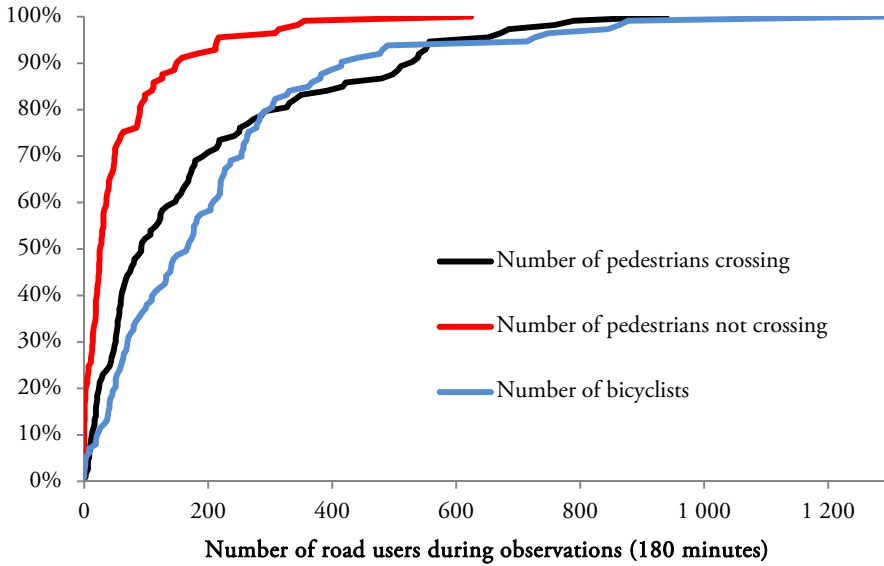 100%
90%
80%
70%
60%
50%
40%
30%
20%
10%
0%
Number of pedestrians crossing
Number of pedestrians not crossing
Number of bicyclists
0 200 400 600 800 1 000 1 200
Number of road users during observations (180 minutes)